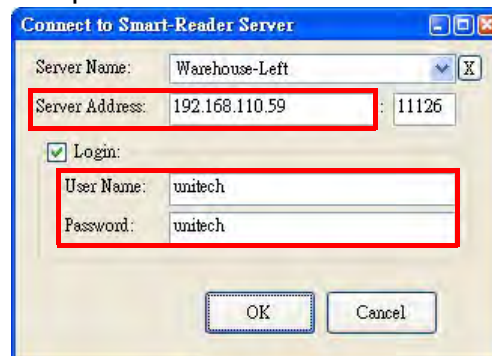 Connect to Smart-Reader Server
Server Name: Warehouse-Left X
Server Address: 192.168.110.59 : 11126
Login:
User Name: unitech
Password: unitech
OK Cancel